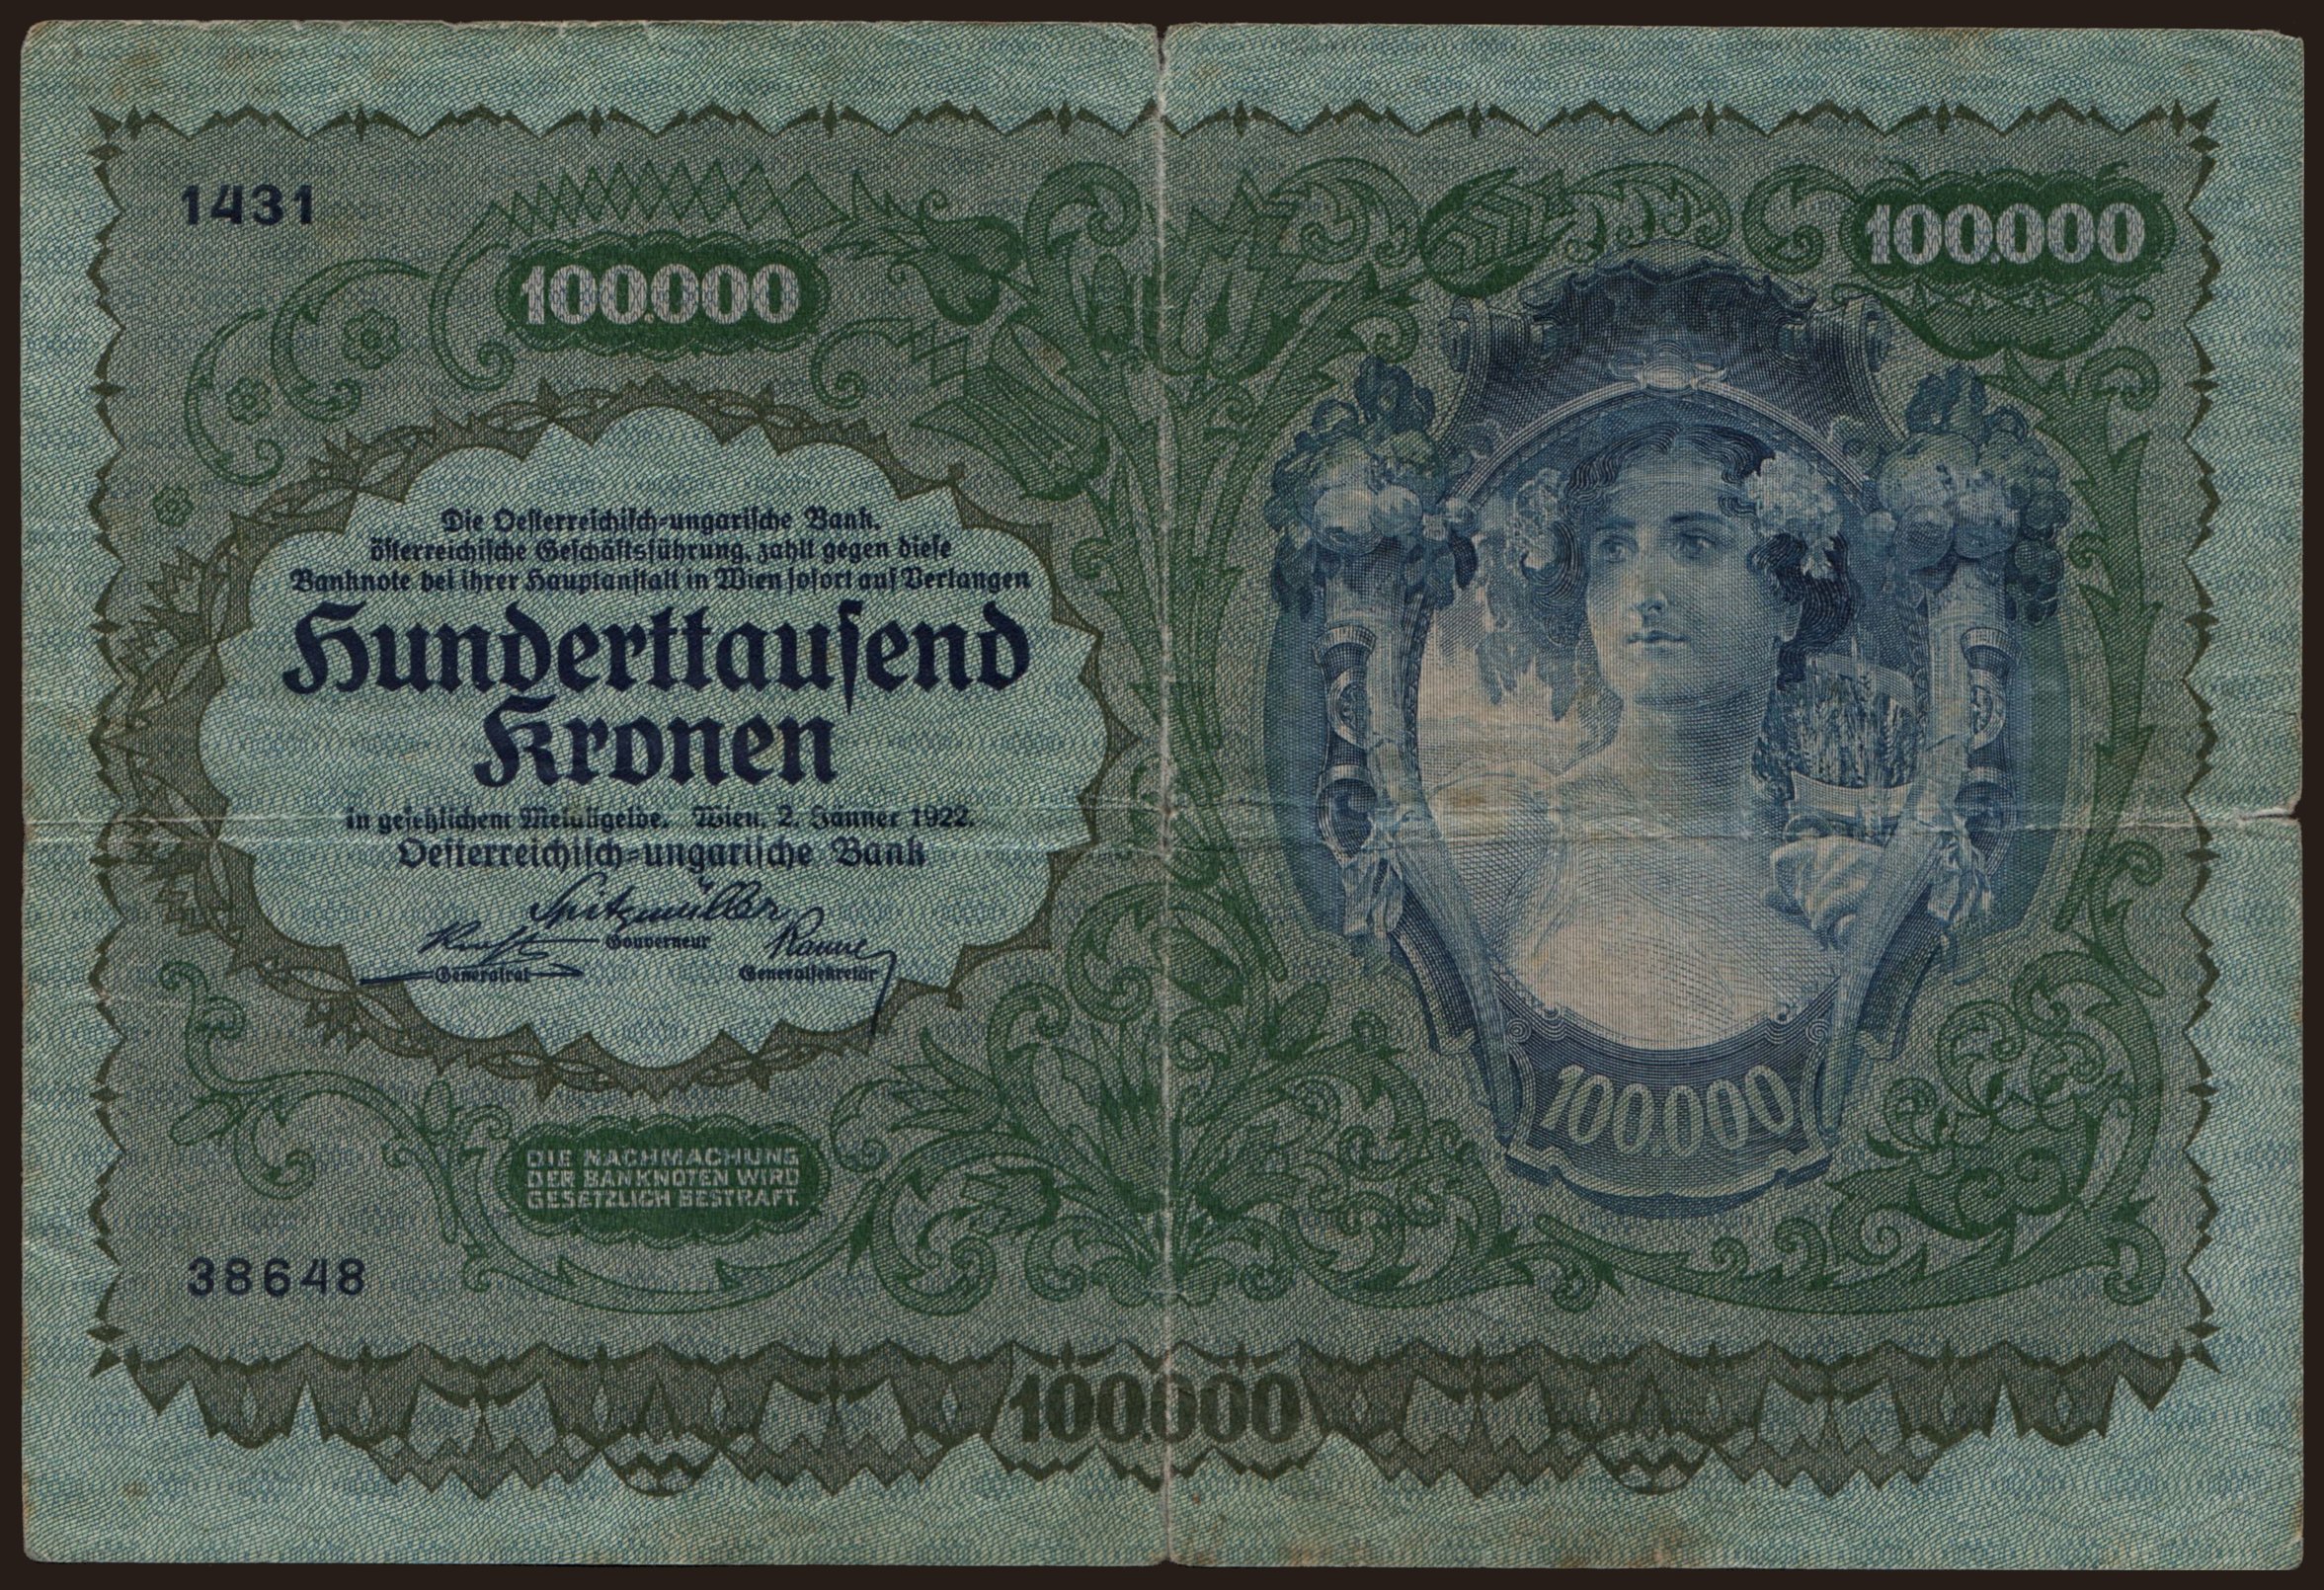 1431
100.000
100.000
Die Oesterreichisch-ungarische Bank,
österreichische Geschäftsführung, zahlt gegen diese
Banknote bei ihrer Hauptanstalt in Wien sofort auf Verlangen
Hunderttausend
Kronen
in gesetzlichem Metallgelde. Wien, 2. Jänner 1922.
Oesterreichisch-ungarische Bank
Spitzmüller
Gouverneur
Generalrat
Generalsekretär
100.000
DIE NACHMACHUNG
DER BANKNOTEN WIRD
GESETZLICH BESTRAFT.
38648
100.000